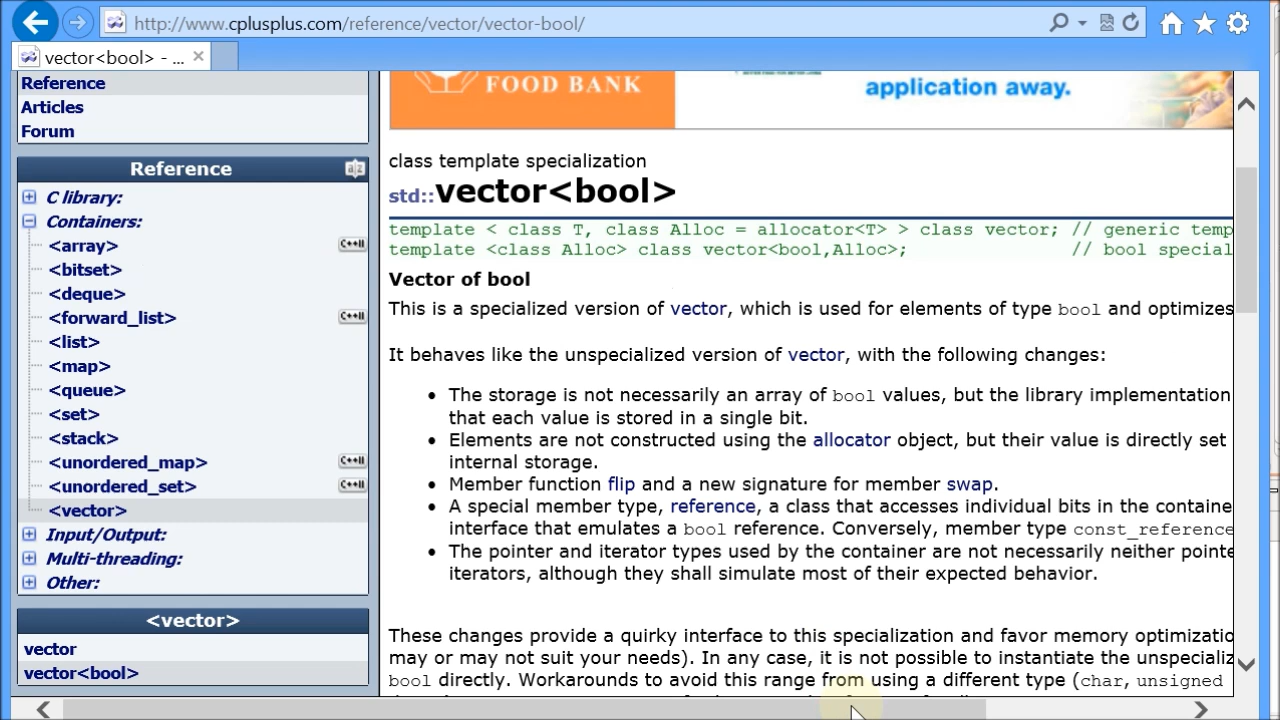 http://www.cplusplus.com/reference/vector/vector-bool/
vector<bool> - ...
Reference
Articles
Forum
Reference
C library:
Containers:
<array>
C++11
<bitset>
<deque>
<forward_list>
C++11
<list>
<map>
<queue>
<set>
<stack>
<unordered_map>
C++11
<unordered_set>
C++11
<vector>
Input/Output:
Multi-threading:
Other:
<vector>
vector
vector<bool>
FOOD BANK
application away.
class template specialization
std::vector<bool>
template < class T, class Alloc = allocator<T> > class vector; // generic temp
template <class Alloc> class vector<bool,Alloc>; // bool special
Vector of bool
This is a specialized version of vector, which is used for elements of type bool and optimizes
It behaves like the unspecialized version of vector, with the following changes:
• The storage is not necessarily an array of bool values, but the library implementation
that each value is stored in a single bit.
• Elements are not constructed using the allocator object, but their value is directly set
internal storage.
• Member function flip and a new signature for member swap.
• A special member type, reference, a class that accesses individual bits in the containe
interface that emulates a bool reference. Conversely, member type const_reference
• The pointer and iterator types used by the container are not necessarily neither pointe
iterators, although they shall simulate most of their expected behavior.
These changes provide a quirky interface to this specialization and favor memory optimizatio
may or may not suit your needs). In any case, it is not possible to instantiate the unspecializ
bool directly. Workarounds to avoid this range from using a different type (char, unsigned